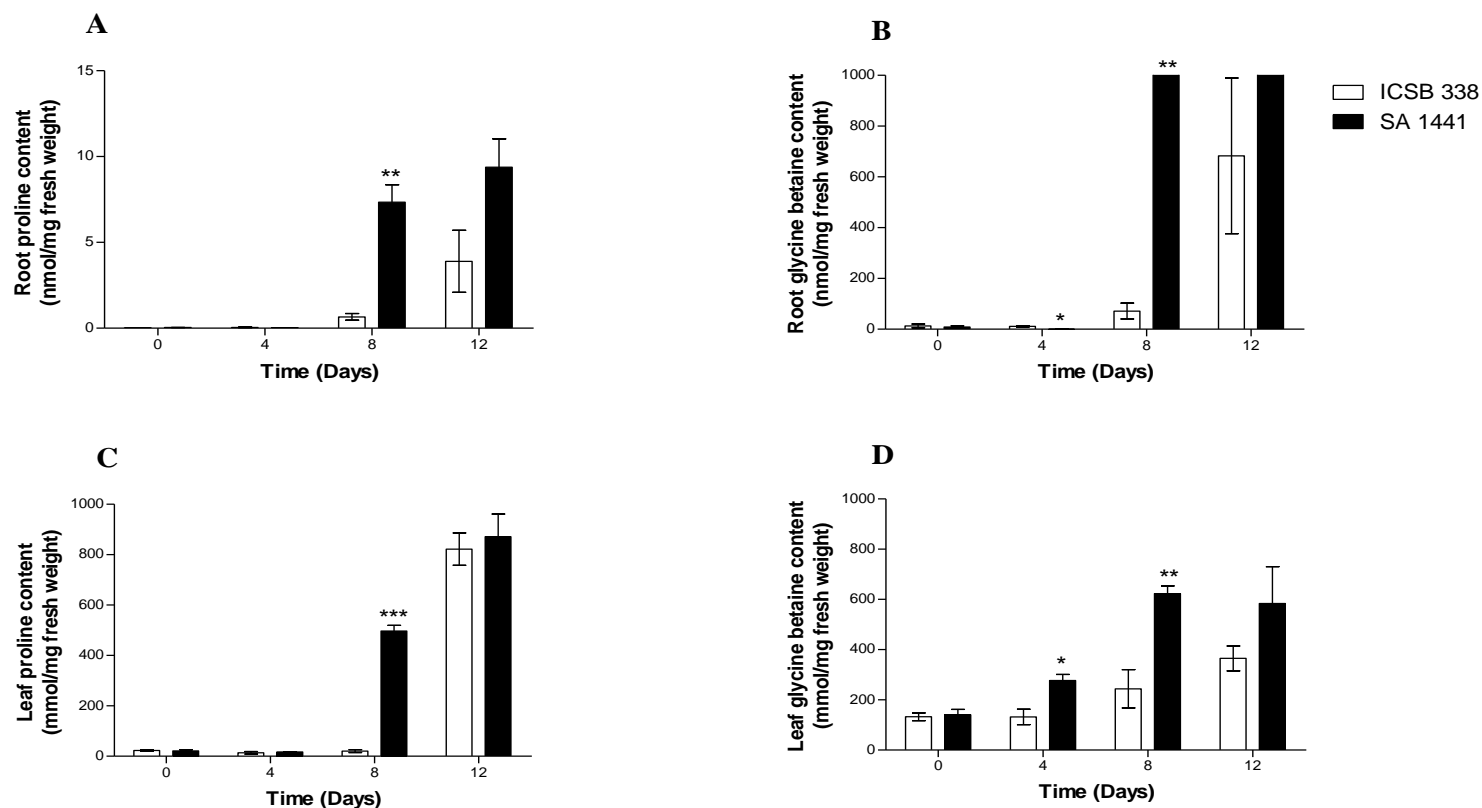 A
Root proline content
(nmol/mg fresh weight)
15
10
5
0
**
0 4 8 12
Time (Days)
B
Root glycine betaine content
(nmol/mg fresh weight)
1000
800
600
400
200
0
*
**
0 4 8 12
Time (Days)
ICSB 338
SA 1441
C
Leaf proline content
(mmol/mg fresh weight)
1000
800
600
400
200
0
***
0 4 8 12
Time (Days)
D
Leaf glycine betaine content
(mmol/mg fresh weight)
1000
800
600
400
200
0
*
**
0 4 8 12
Time (Days)